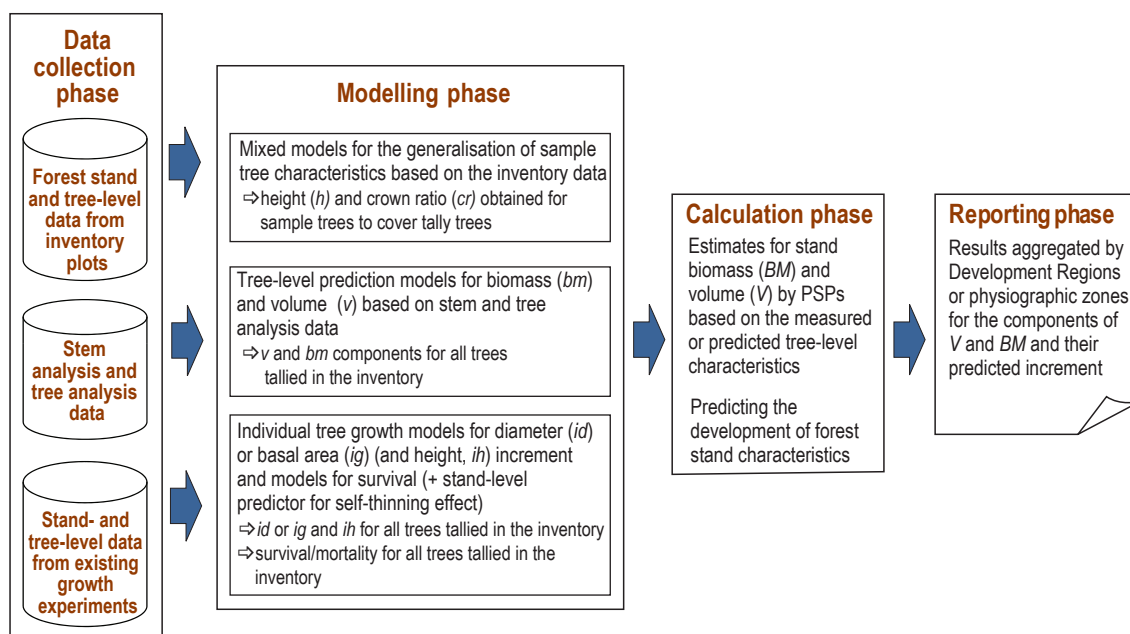 Data
collection
phase
Forest stand
and tree-level
data from
inventory
plots
Stem
analysis and
tree analysis
data
Stand- and
tree-level data
from existing
growth
experiments
Modelling phase
Mixed models for the generalisation of sample
tree characteristics based on the inventory data
⇨height (h) and crown ratio (cr) obtained for
sample trees to cover tally trees
Tree-level prediction models for biomass (bm)
and volume (v) based on stem and tree
analysis data
⇨v and bm components for all trees
tallied in the inventory
Individual tree growth models for diameter (id)
or basal area (ig) (and height, ih) increment
and models for survival (+ stand-level
predictor for self-thinning effect)
⇨id or ig and ih for all trees tallied in the inventory
⇨survival/mortality for all trees tallied in the
inventory
Calculation phase
Estimates for stand
biomass (BM) and
volume (V) by PSPs
based on the measured
or predicted tree-level
characteristics
Predicting the
development of forest
stand characteristics
Reporting phase
Results aggregated by
Development Regions
or physiographic zones
for the components of
V and BM and their
predicted increment